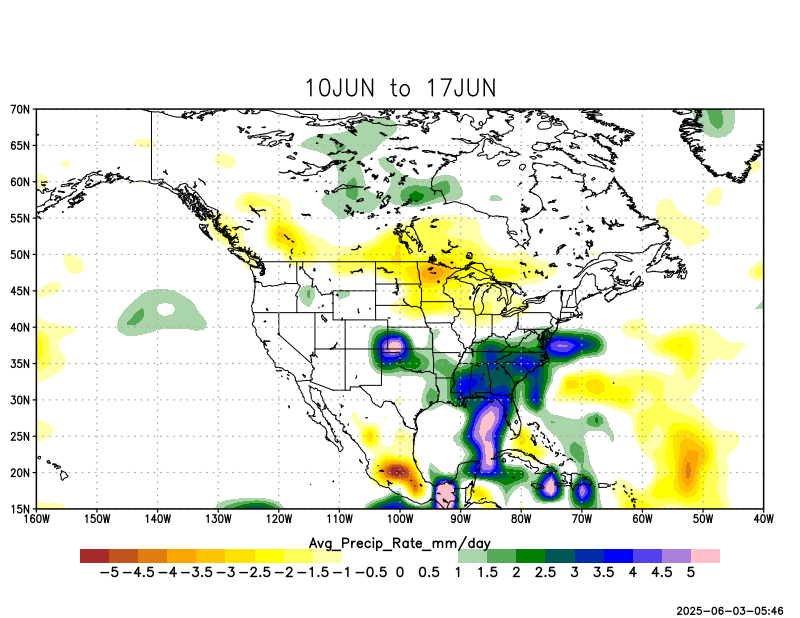 10JUN to 17JUN
70N
65N
60N
55N
50N
45N
40N
35N
30N
25N
20N
15N
160W 150W 140W 130W 120W 110W 100W 90W 80W 70W 60W 50W 40W
Avg_Precip_Rate_mm/day
-5 -4.5 -4 -3.5 -3 -2.5 -2 -1.5 -1 -0.5 0 0.5 1 1.5 2 2.5 3 3.5 4 4.5 5
2025-06-03-05:46